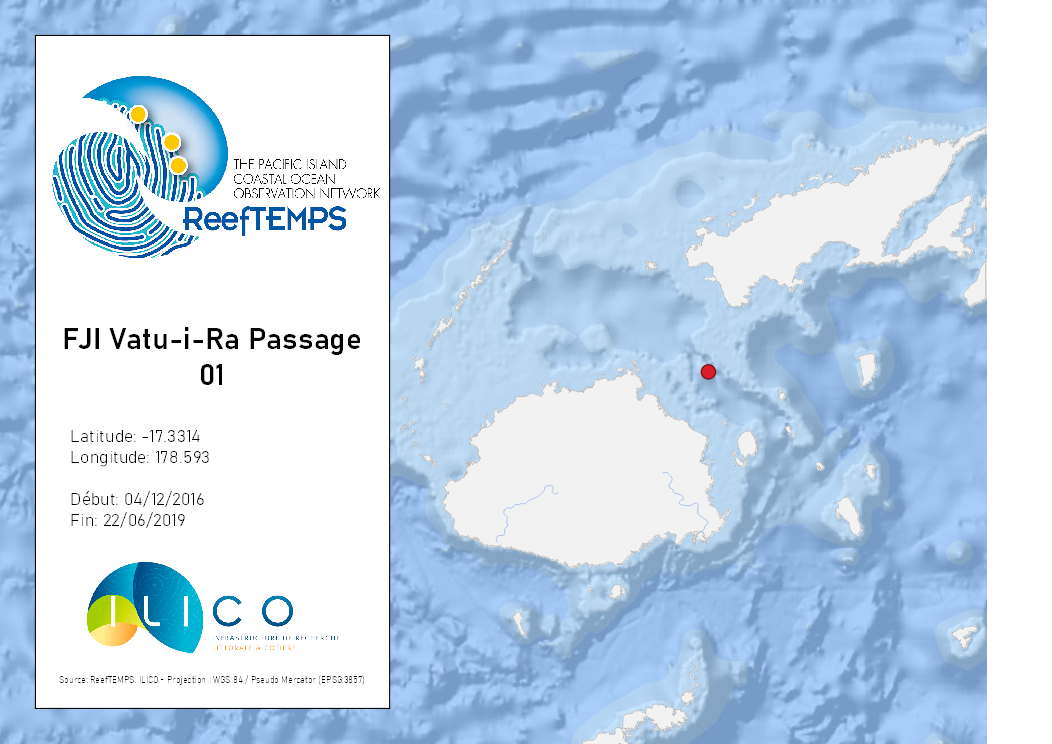 THE PACIFIC ISLAND
COASTAL OCEAN
OBSERVATION NETWORK
ReefTEMPS
FJI Vatu-i-Ra Passage
01
Latitude: -17.3314
Longitude: 178.593
Début: 04/12/2016
Fin: 22/06/2019
ILICO
INFRASTRUCTURE DE RECHERCHE
LITTORALE & CÔTIÈRE
Source: ReefTEMPS, ILICO - Projection : WGS 84 / Pseudo Mercator (EPSG:3857)